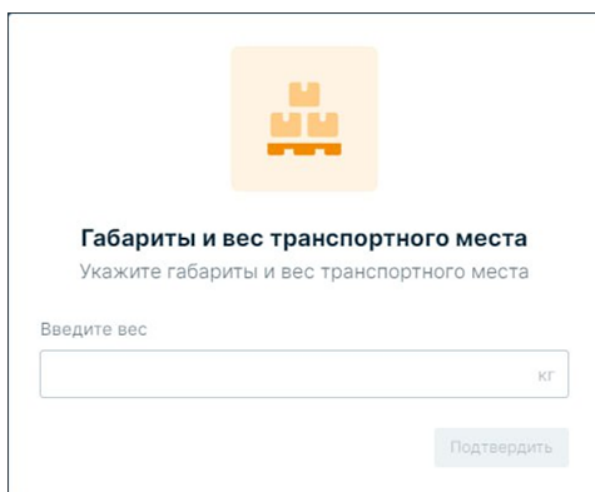 Габариты и вес транспортного места
Укажите габариты и вес транспортного места
Введите вес
кг
Подтвердить